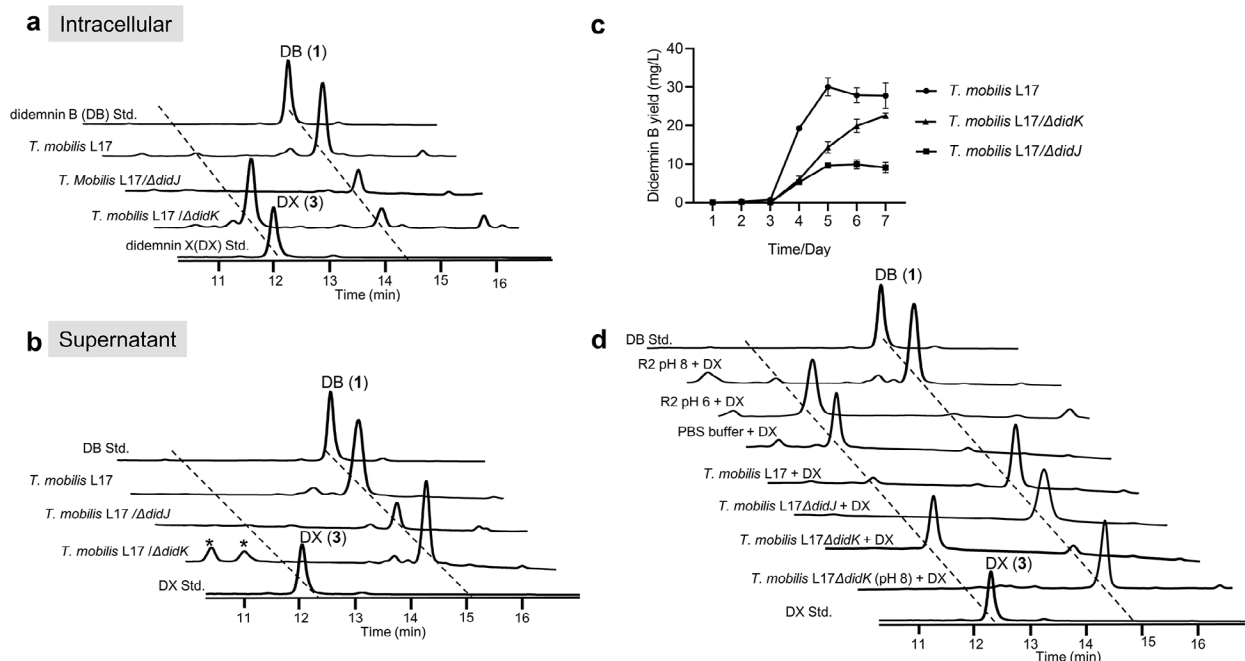 a Intracellular
DB (1)
didemnin B (DB) Std.
T. mobilis L17
T. Mobilis L17/ΔdidJ
T. mobilis L17 /ΔdidK
DX (3)
didemnin X(DX) Std.
11 12 13 14 15 16
Time (min)
b Supernatant
DB (1)
DB Std.
T. mobilis L17
T. mobilis L17 /ΔdidJ
T. mobilis L17 /ΔdidK
* *
DX (3)
DX Std.
11 12 13 14 15 16
Time (min)
c
Didemnin B yield (mg/L)
40
30
20
10
0
1 2 3 4 5 6 7
Time/Day
T. mobilis L17
T. mobilis L17/ΔdidK
T. mobilis L17/ΔdidJ
d
DB (1)
DB Std.
R2 pH 8 + DX
R2 pH 6 + DX
PBS buffer + DX
T. mobilis L17 + DX
T. mobilis L17ΔdidJ + DX
T. mobilis L17ΔdidK + DX
T. mobilis L17ΔdidK (pH 8) + DX
DX (3)
DX Std.
11 12 13 14 15 16
Time (min)